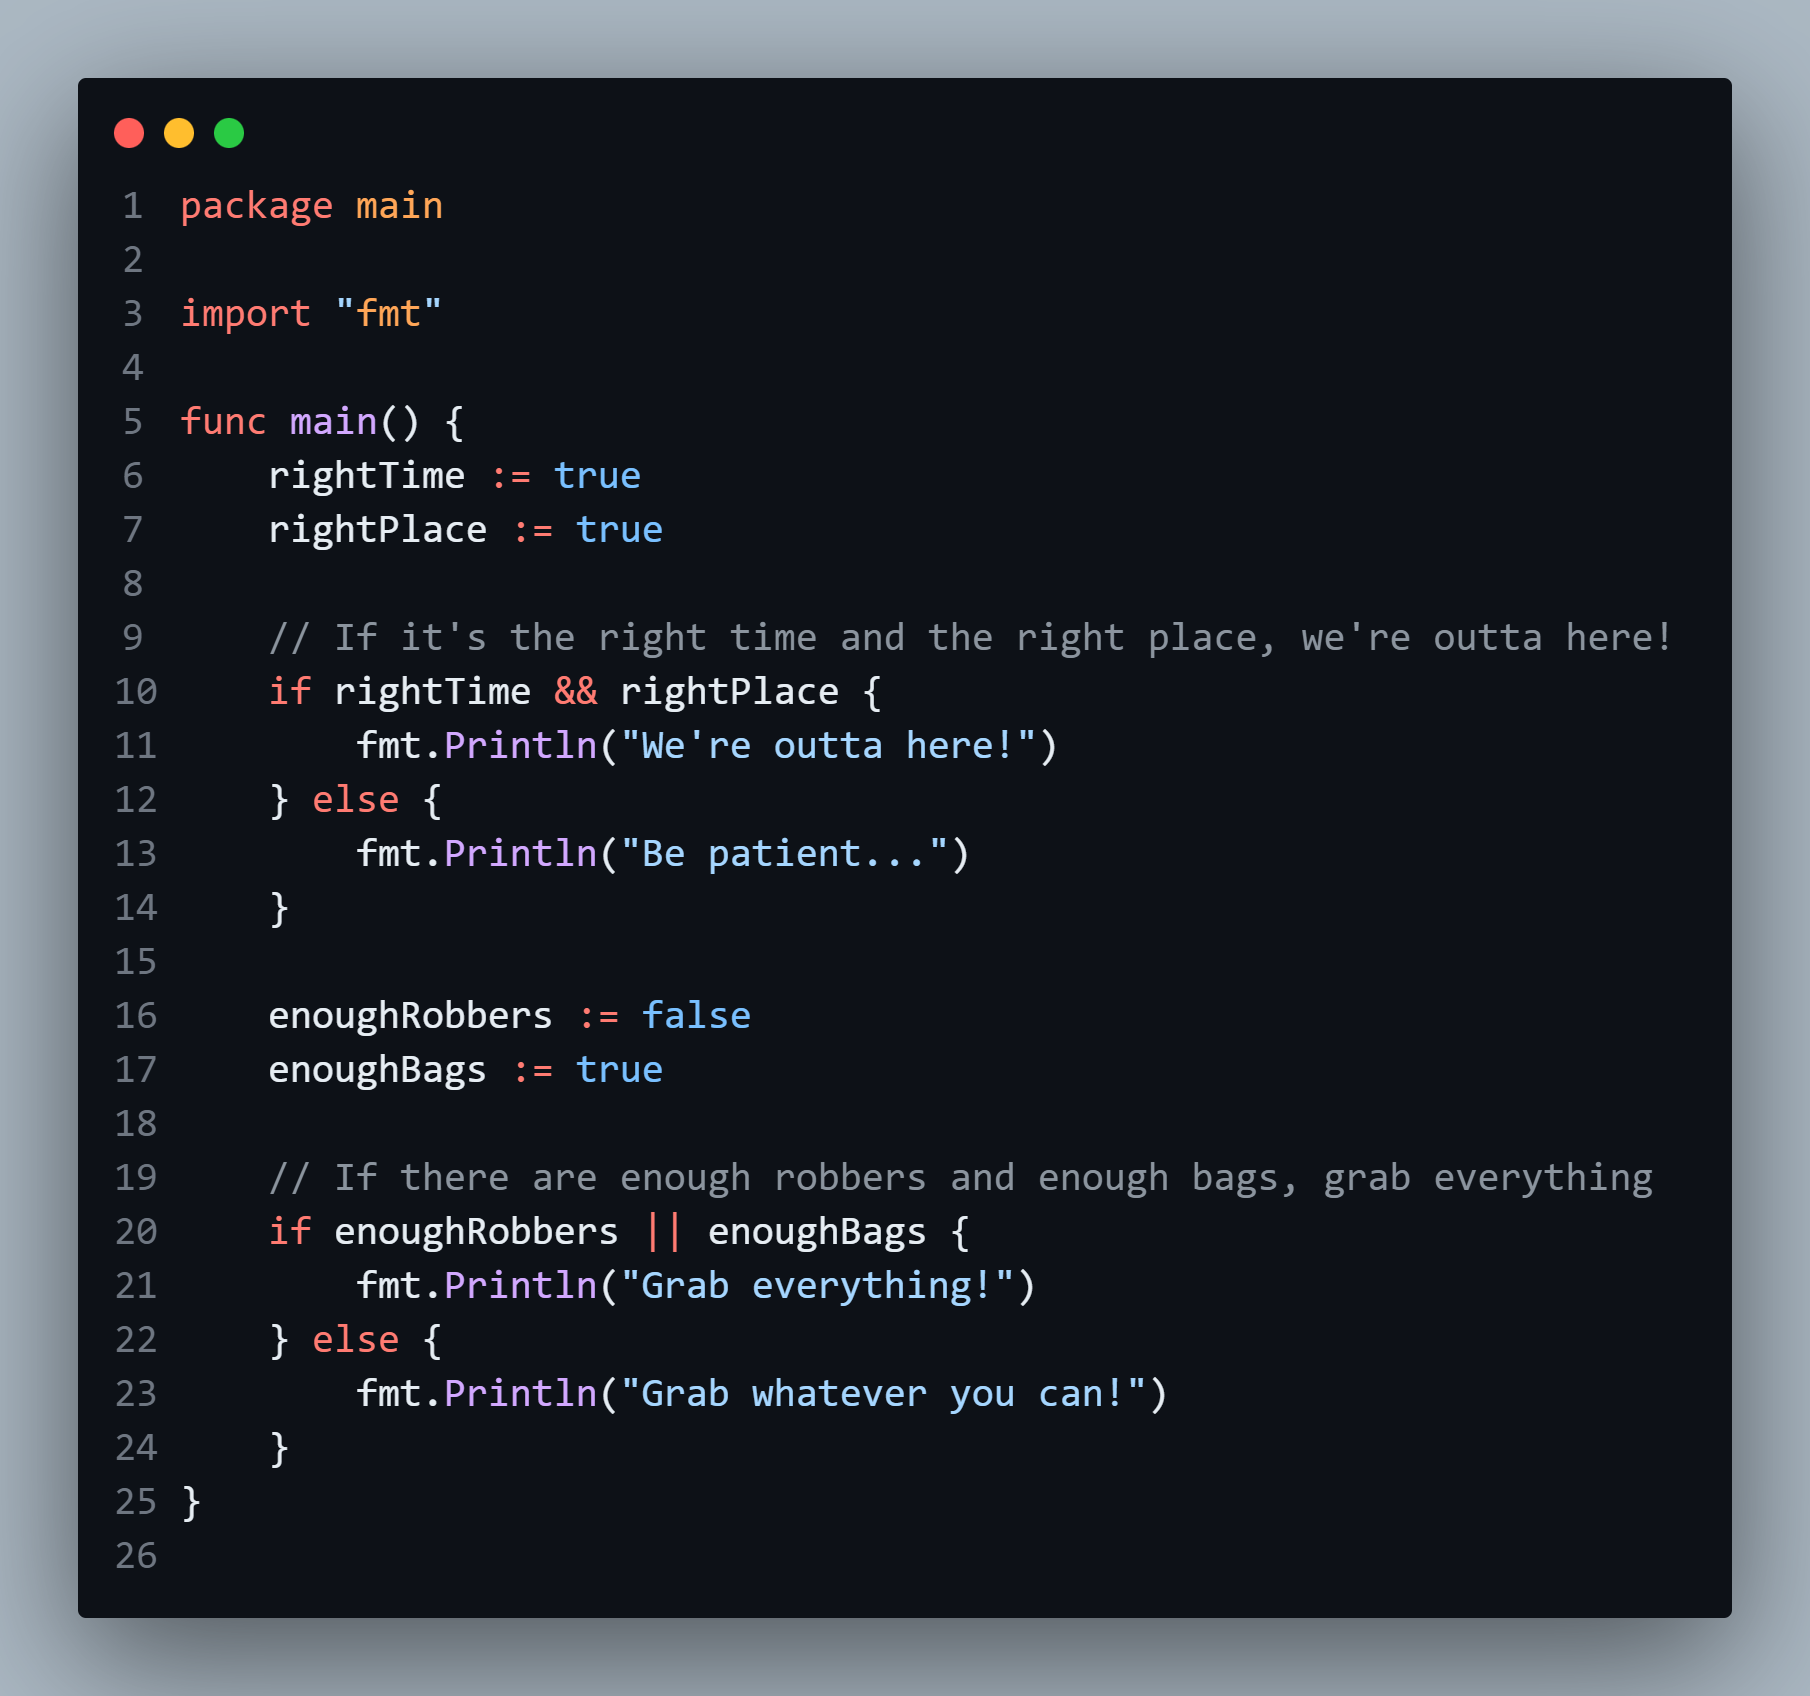 1 package main
2
3 import "fmt"
4
5 func main() {
6     rightTime := true
7     rightPlace := true
8
9     // If it's the right time and the right place, we're outta here!
10     if rightTime && rightPlace {
11         fmt.Println("We're outta here!")
12     } else {
13         fmt.Println("Be patient...")
14     }
15
16     enoughRobbers := false
17     enoughBags := true
18
19     // If there are enough robbers and enough bags, grab everything
20     if enoughRobbers || enoughBags {
21         fmt.Println("Grab everything!")
22     } else {
23         fmt.Println("Grab whatever you can!")
24     }
25 }
26